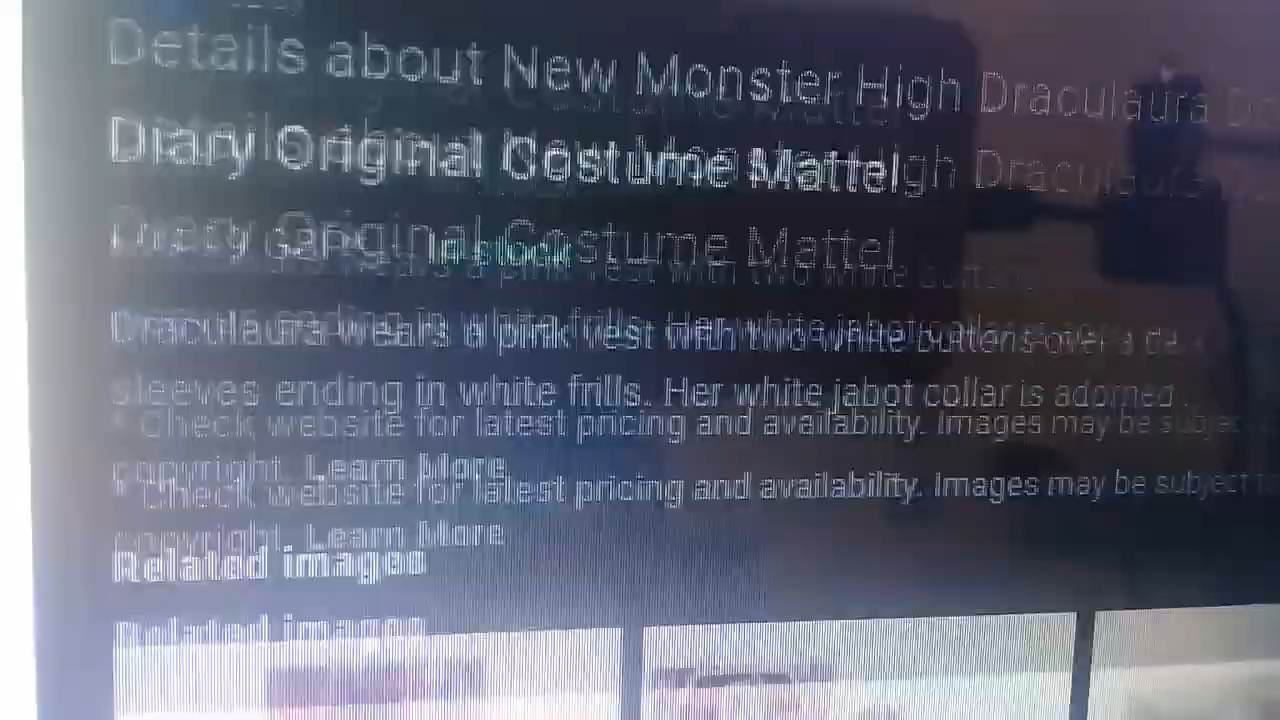 Details about New Monster High Draculaura
Diary Original Costume Mattel
In stock
Draculaura wears a pink vest with two white buttons over a
sleeves ending in white frills. Her white jabot collar is adorned
* Check website for latest pricing and availability. Images may be subject
copyright. Learn More
Related images